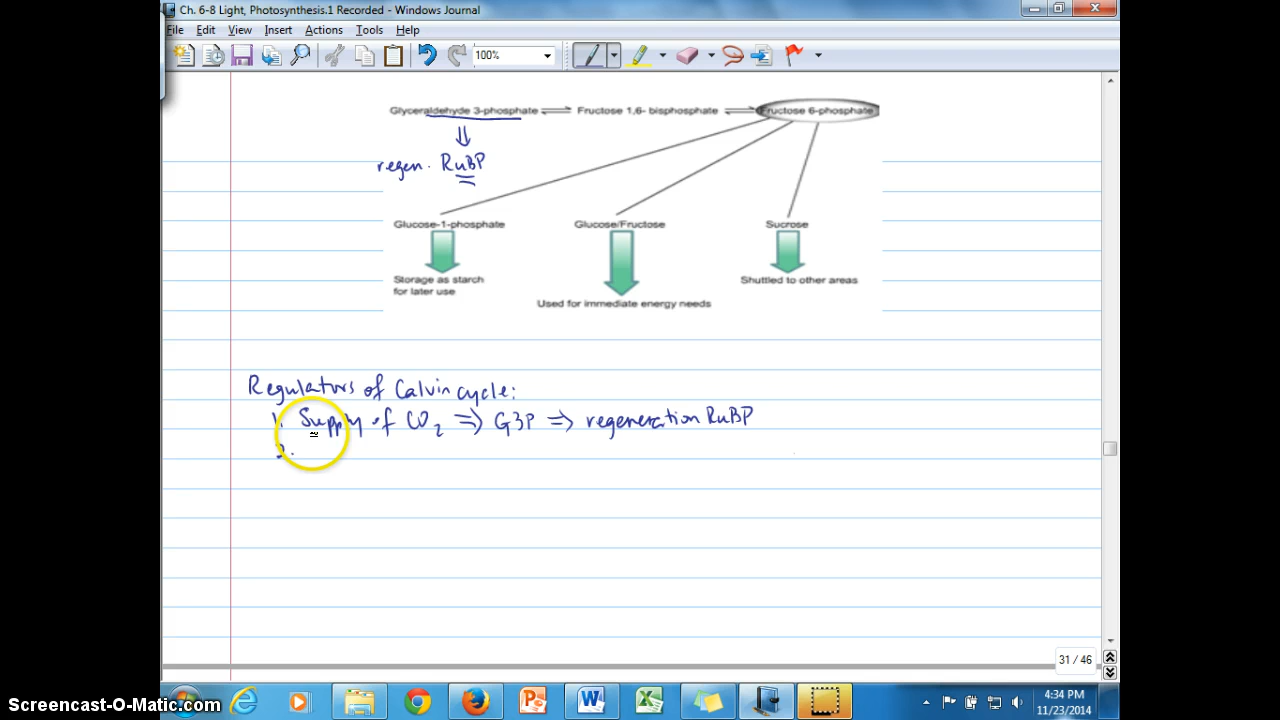 Ch. 6-8 Light, Photosynthesis.1 Recorded - Windows Journal
File Edit View Insert Actions Tools Help
100%
Glyceraldehyde 3-phosphate Fructose 1,6- bisphosphate Fructose 6-phosphate
regen. RuBP
Glucose-1-phosphate Glucose/Fructose Sucrose
Storage as starch
for later use
Shuttled to other areas
Used for immediate energy needs
Regulators of Calvin cycle:
1. Supply of CO2 => G3P => regeneration RuBP
2.
31 / 46
4:34 PM
11/23/2014
Screencast-O-Matic.com